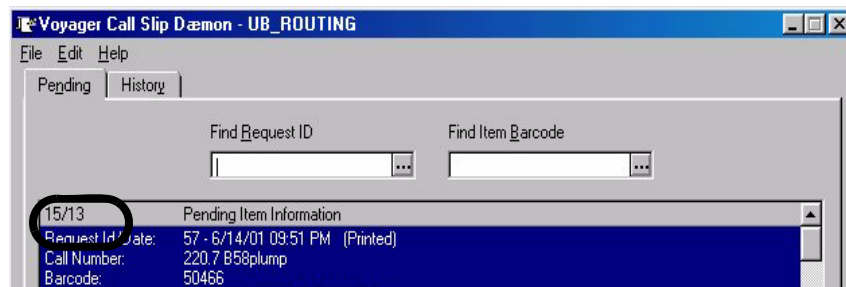 Voyager Call Slip Dæmon - UB_ROUTING
File Edit Help
Pending History
Find Request ID Find Item Barcode
... ...
15/13 Pending Item Information
Request Id/Date: 57 - 6/14/01 09:51 PM (Printed)
Call Number: 220.7 B58plump
Barcode: 50466